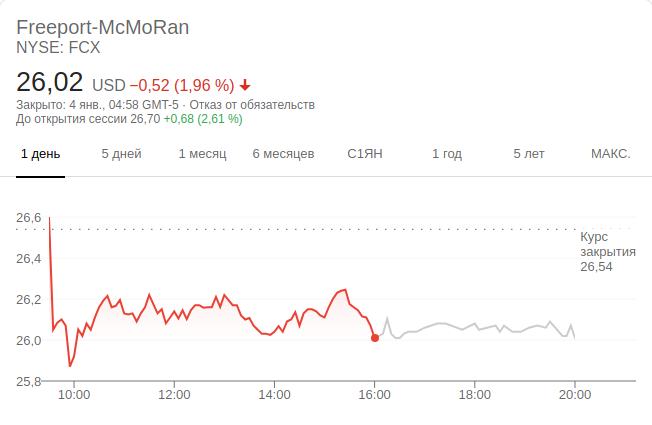 Freeport-McMoRan
NYSE: FCX
26,02 USD −0,52 (1,96 %)
Закрыто: 4 янв., 04:58 GMT-5 · Отказ от обязательств
До открытия сессии 26,70 +0,68 (2,61 %)
1 день 5 дней 1 месяц 6 месяцев С1ЯН 1 год 5 лет МАКС.
26,6
Курс
закрытия
26,54
26,4
26,2
26,0
25,8
10:00 12:00 14:00 16:00 18:00 20:00